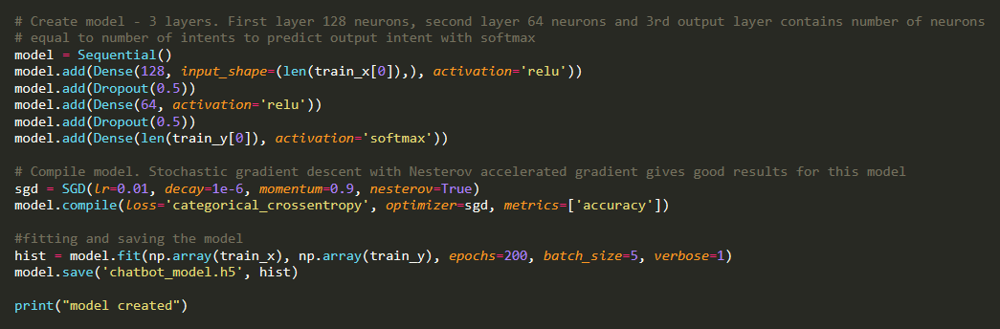 # Create model - 3 layers. First layer 128 neurons, second layer 64 neurons and 3rd output layer contains number of neurons
# equal to number of intents to predict output intent with softmax
model = Sequential()
model.add(Dense(128, input_shape=(len(train_x[0]),), activation='relu'))
model.add(Dropout(0.5))
model.add(Dense(64, activation='relu'))
model.add(Dropout(0.5))
model.add(Dense(len(train_y[0]), activation='softmax'))

# Compile model. Stochastic gradient descent with Nesterov accelerated gradient gives good results for this model
sgd = SGD(lr=0.01, decay=1e-6, momentum=0.9, nesterov=True)
model.compile(loss='categorical_crossentropy', optimizer=sgd, metrics=['accuracy'])

#fitting and saving the model
hist = model.fit(np.array(train_x), np.array(train_y), epochs=200, batch_size=5, verbose=1)
model.save('chatbot_model.h5', hist)

print("model created")